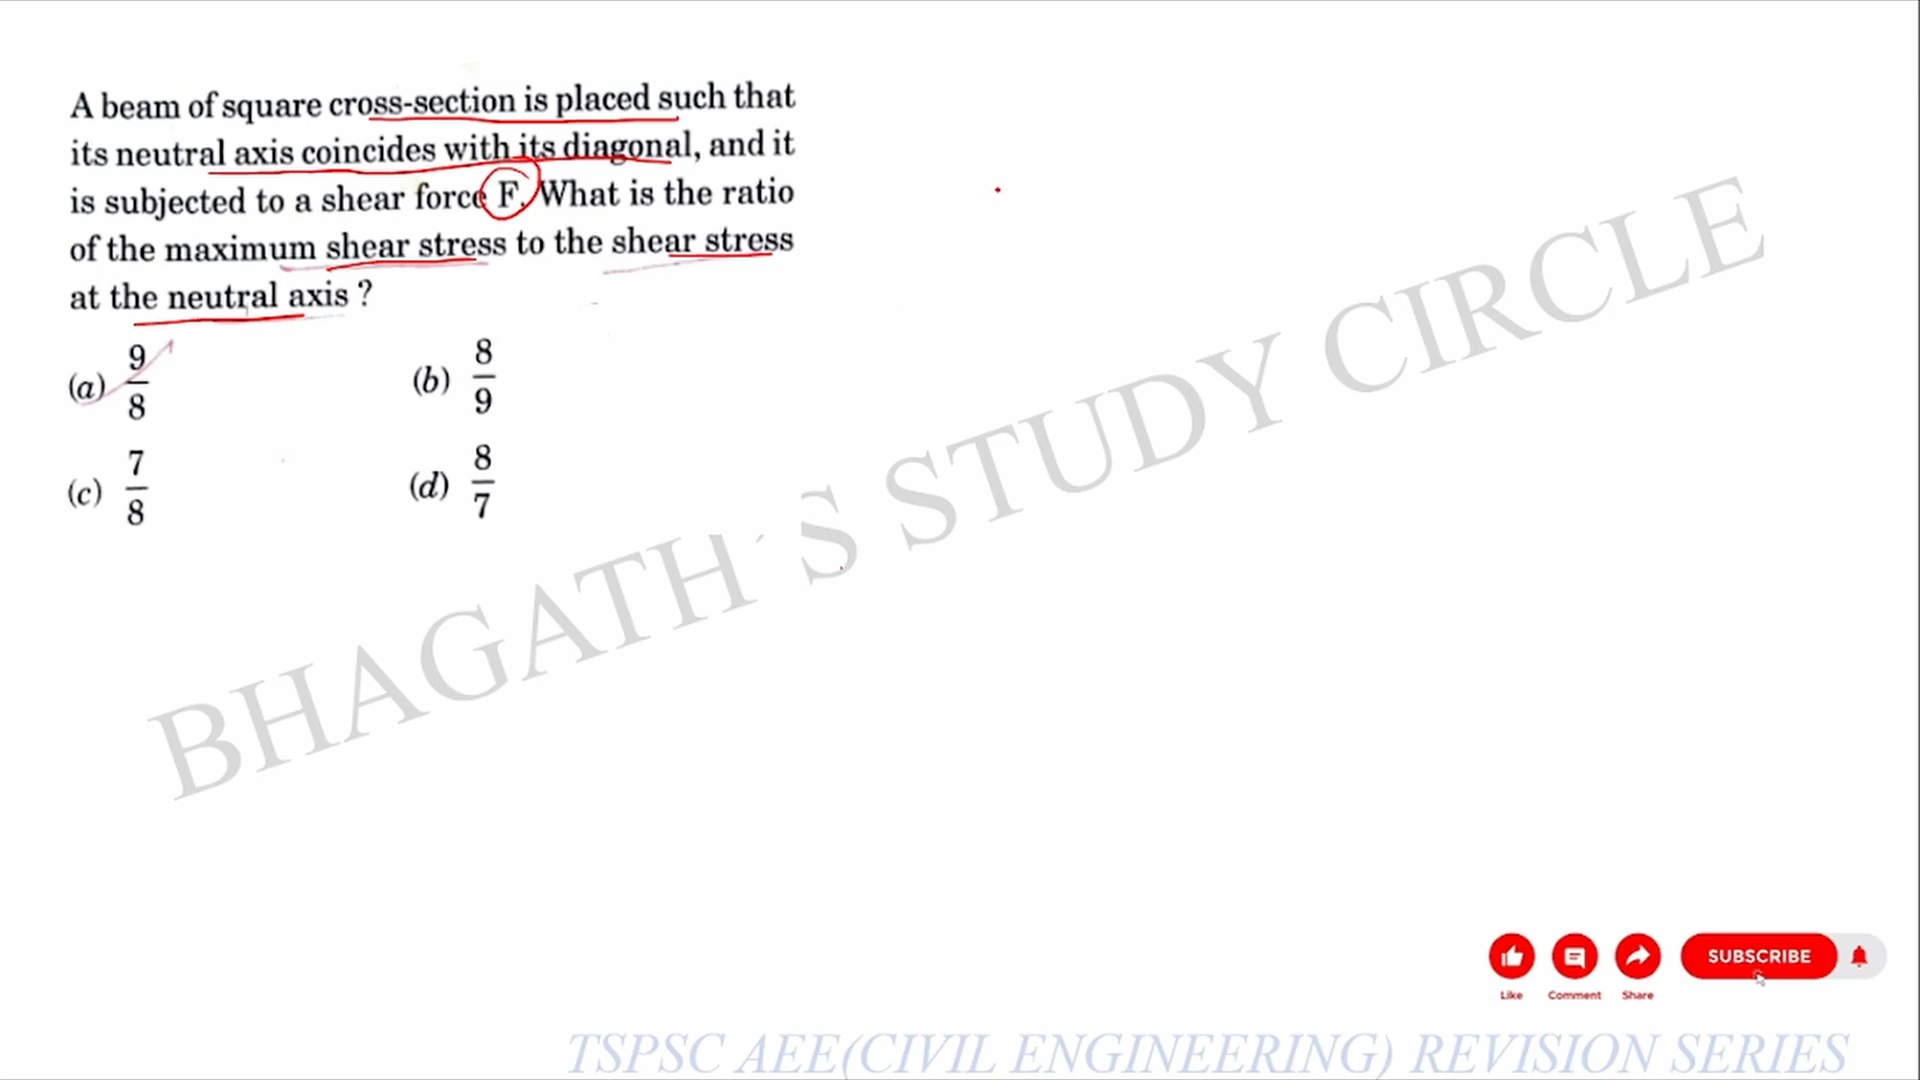 A beam of square cross-section is placed such that
its neutral axis coincides with its diagonal, and it
is subjected to a shear force F. What is the ratio
of the maximum shear stress to the shear stress
at the neutral axis ?
(a) 9/8 (b) 8/9
(c) 7/8 (d) 8/7
BHAGATH'S STUDY CIRCLE
SUBSCRIBE
Like Comment Share
TSPSC AEE(CIVIL ENGINEERING) REVISION SERIES